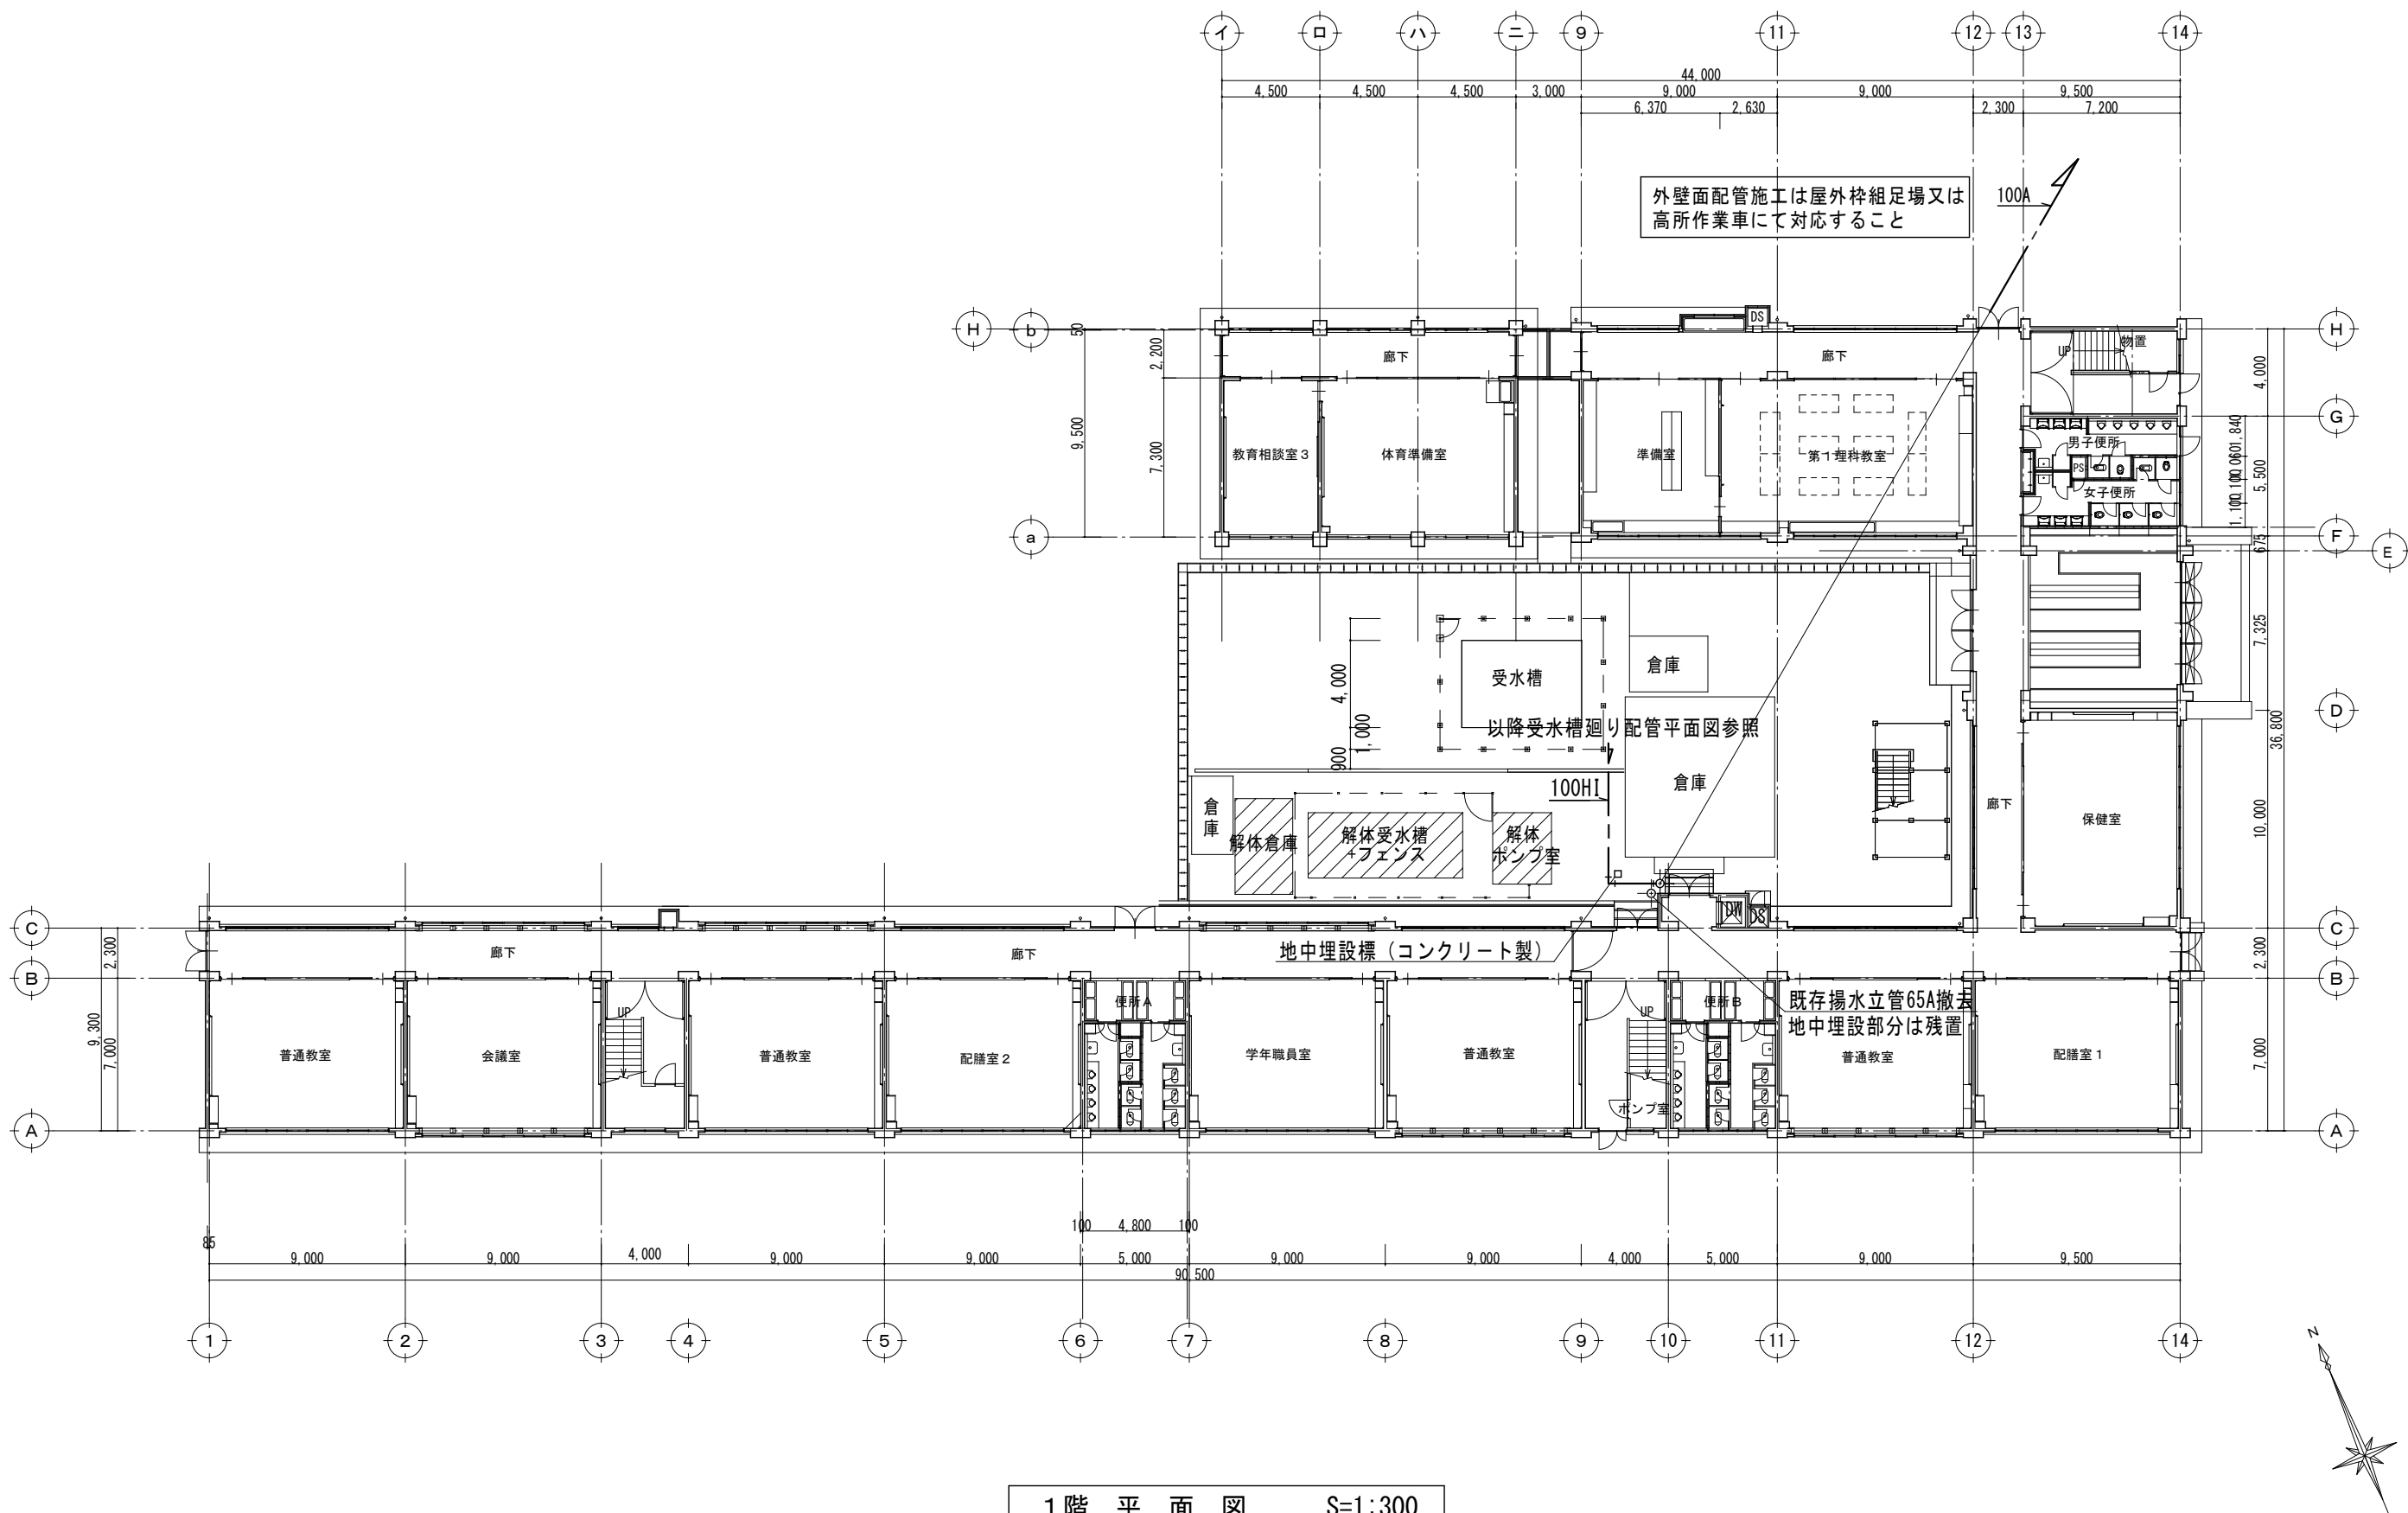 イ ロ ハ ニ 9 11 12 13 14
44,000
4,500 4,500 4,500 3,000 9,000 9,000 9,500
6,370 2,630 2,300 7,200
外壁面配管施工は屋外枠組足場又は
高所作業車にて対応すること
100A
H b 50 DS H
2,200 廊下 廊下 UP 物置 4,000
G
9,500 7,300 教育相談室3 体育準備室 準備室 第1理科教室 男子便所 1,840
PS 1,060 5,500
女子便所 1,100
1,100
a F
675 E
7,325
倉庫
4,000 受水槽
D
以降受水槽廻り配管平面図参照
1,000
900
36,800
100HI 倉庫
倉庫 廊下 保健室 10,000
解体倉庫 解体受水槽 解体
+フェンス ポンプ室
DW DS
C C
2,300 廊下 廊下 地中埋設標(コンクリート製) 2,300
B B
便所A 便所B 既存揚水立管65A撤去
UP UP 地中埋設部分は残置
9,300 7,000 普通教室 会議室 普通教室 配膳室2 学年職員室 普通教室 普通教室 配膳室1 7,000
ポンプ室
A A
100 4,800 100
85
9,000 9,000 4,000 9,000 9,000 5,000 9,000 9,000 4,000 5,000 9,000 9,500
90,500
1 2 3 4 5 6 7 8 9 10 11 12 14
N
1階 平 面 図 S=1:300